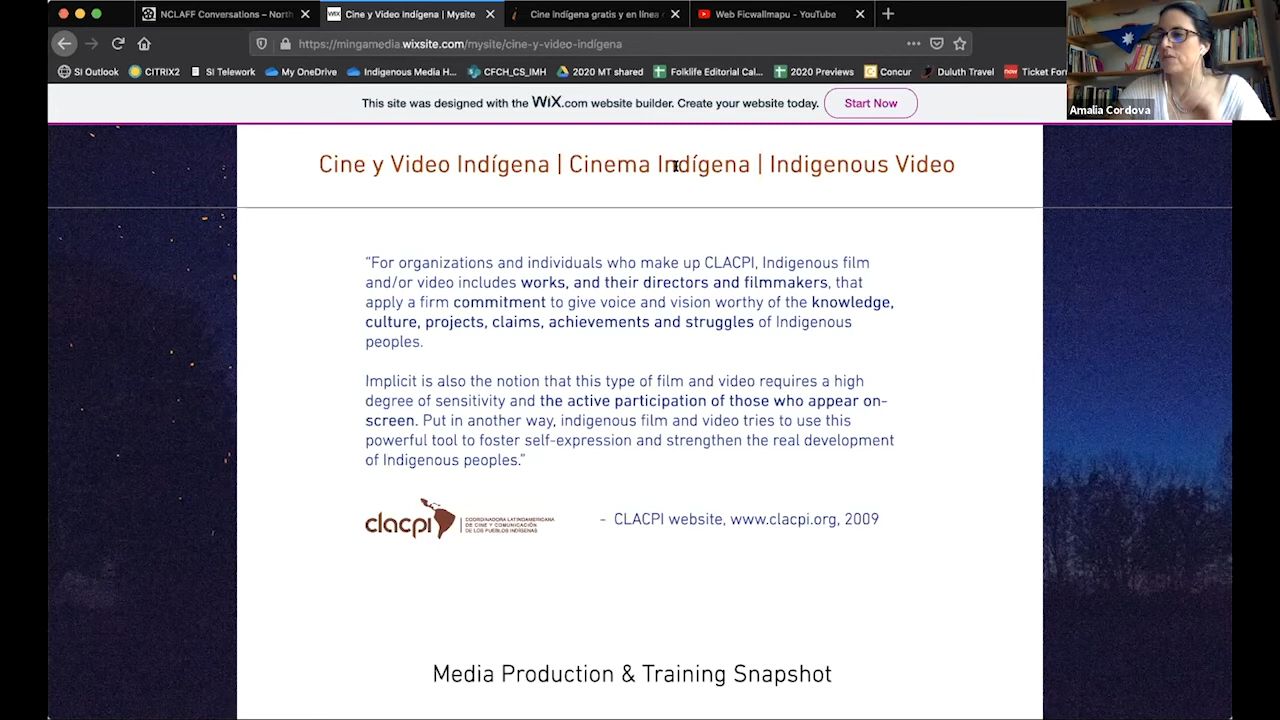 NCLAFF Conversations – North
Cine y Video Indígena | Mysite
Cine indígena gratis y en línea
Web Ficwallmapu - YouTube
https://mingamedia.wixsite.com/mysite/cine-y-video-indígena
SI Outlook
CITRIX2
SI Telework
My OneDrive
Indigenous Media H...
CFCH_CS_IMH
2020 MT shared
Folklife Editorial Cal...
2020 Previews
Concur
Duluth Travel
now
Ticket For
Amalia Cordova
This site was designed with the WiX.com website builder. Create your website today.
Start Now
Cine y Video Indígena | Cinema Indígena | Indigenous Video
“For organizations and individuals who make up CLACPI, Indigenous film
and/or video includes works, and their directors and filmmakers, that
apply a firm commitment to give voice and vision worthy of the knowledge,
culture, projects, claims, achievements and struggles of Indigenous
peoples.
Implicit is also the notion that this type of film and video requires a high
degree of sensitivity and the active participation of those who appear on-
screen. Put in another way, indigenous film and video tries to use this
powerful tool to foster self-expression and strengthen the real development
of Indigenous peoples.”
clacpi
COORDINADORA LATINOAMERICANA
DE CINE Y COMUNICACIÓN
DE LOS PUEBLOS INDÍGENAS
- CLACPI website, www.clacpi.org, 2009
Media Production & Training Snapshot